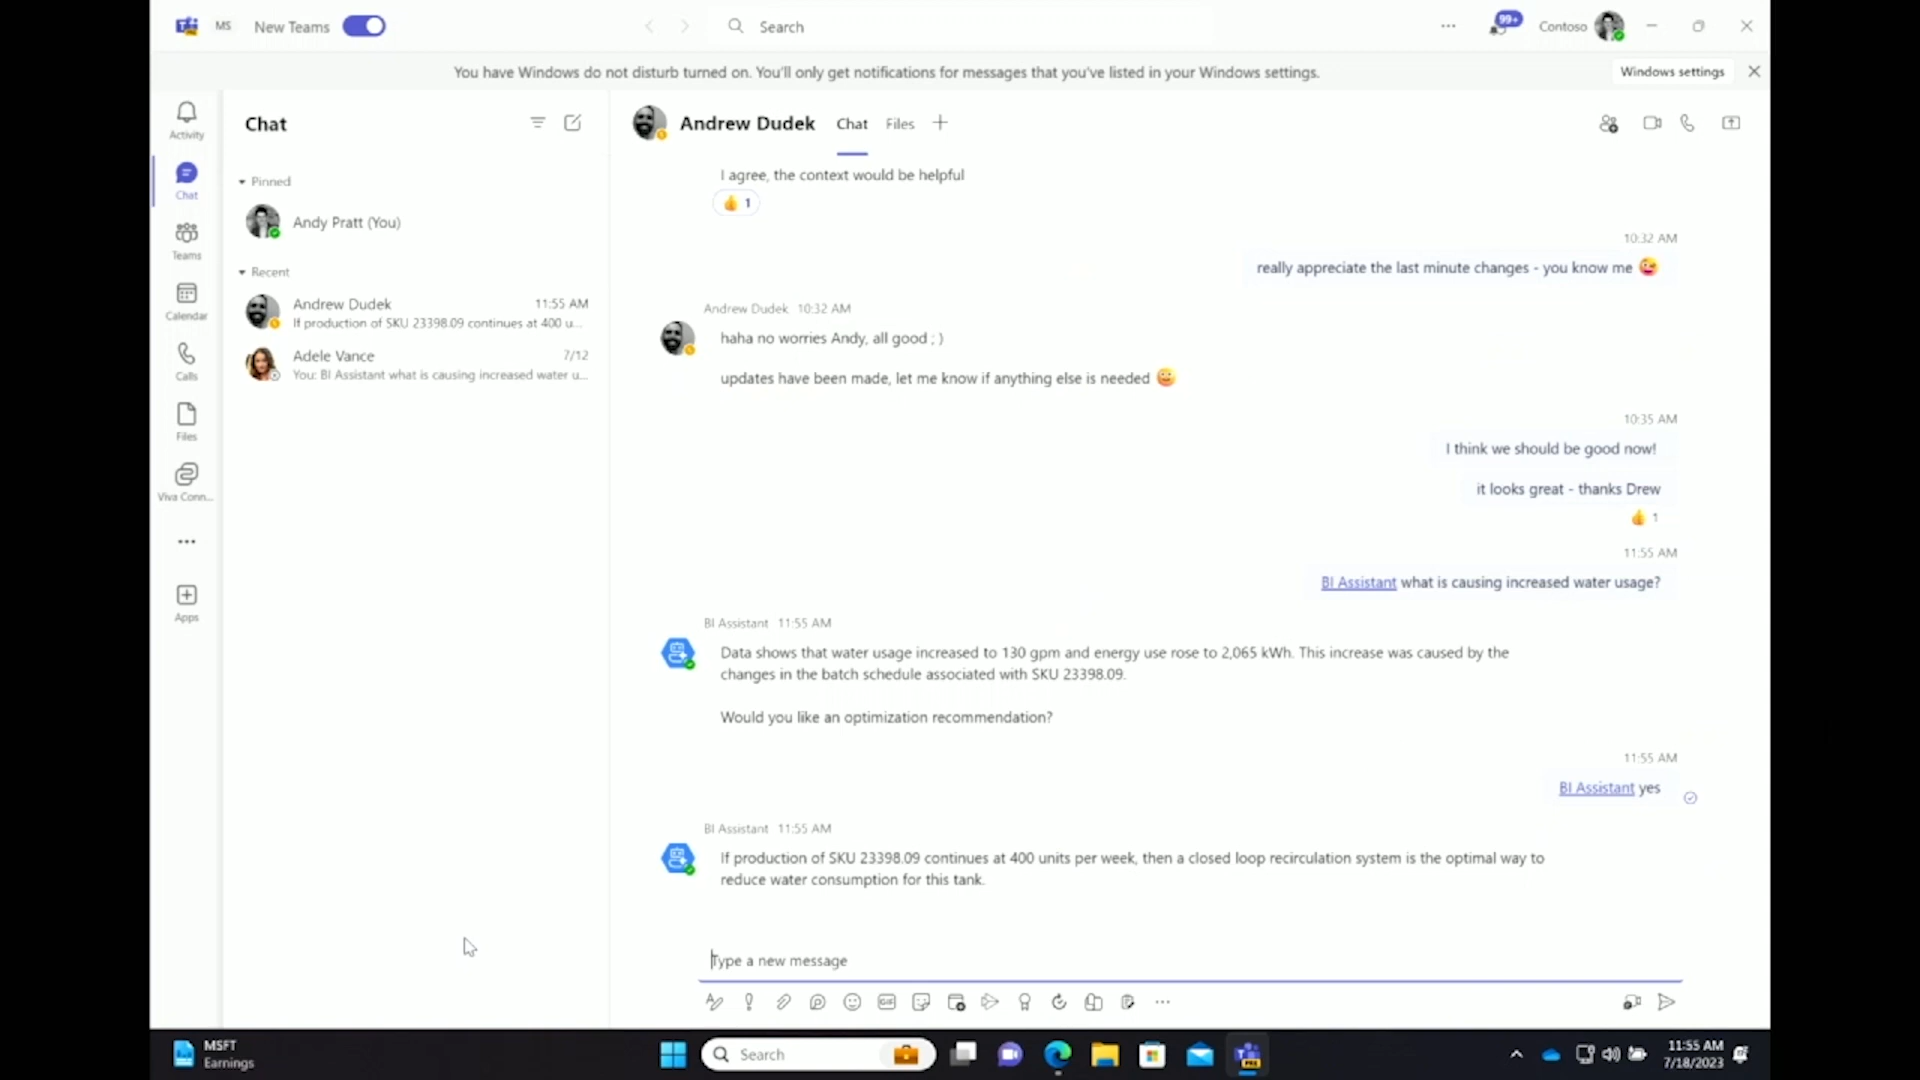 MS New Teams Search 99+ Contoso
You have Windows do not disturb turned on. You'll only get notifications for messages that you've listed in your Windows settings. Windows settings
Activity
Chat
Teams
Calendar
Calls
Files
Viva Conn...
Apps
Chat
Pinned
Andy Pratt (You)
Recent
Andrew Dudek 11:55 AM
If production of SKU 23398.09 continues at 400 u...
Adele Vance 7/12
You: BI Assistant what is causing increased water u...
Andrew Dudek Chat Files
I agree, the context would be helpful
1
10:32 AM
really appreciate the last minute changes - you know me
Andrew Dudek 10:32 AM
haha no worries Andy, all good ; )
updates have been made, let me know if anything else is needed
10:35 AM
I think we should be good now!
it looks great - thanks Drew
1
11:55 AM
BI Assistant what is causing increased water usage?
BI Assistant 11:55 AM
Data shows that water usage increased to 130 gpm and energy use rose to 2,065 kWh. This increase was caused by the
changes in the batch schedule associated with SKU 23398.09.
Would you like an optimization recommendation?
11:55 AM
BI Assistant yes
BI Assistant 11:55 AM
If production of SKU 23398.09 continues at 400 units per week, then a closed loop recirculation system is the optimal way to
reduce water consumption for this tank.
Type a new message
GIF
MSFT
Earnings
Search
PRE
11:55 AM
7/18/2023